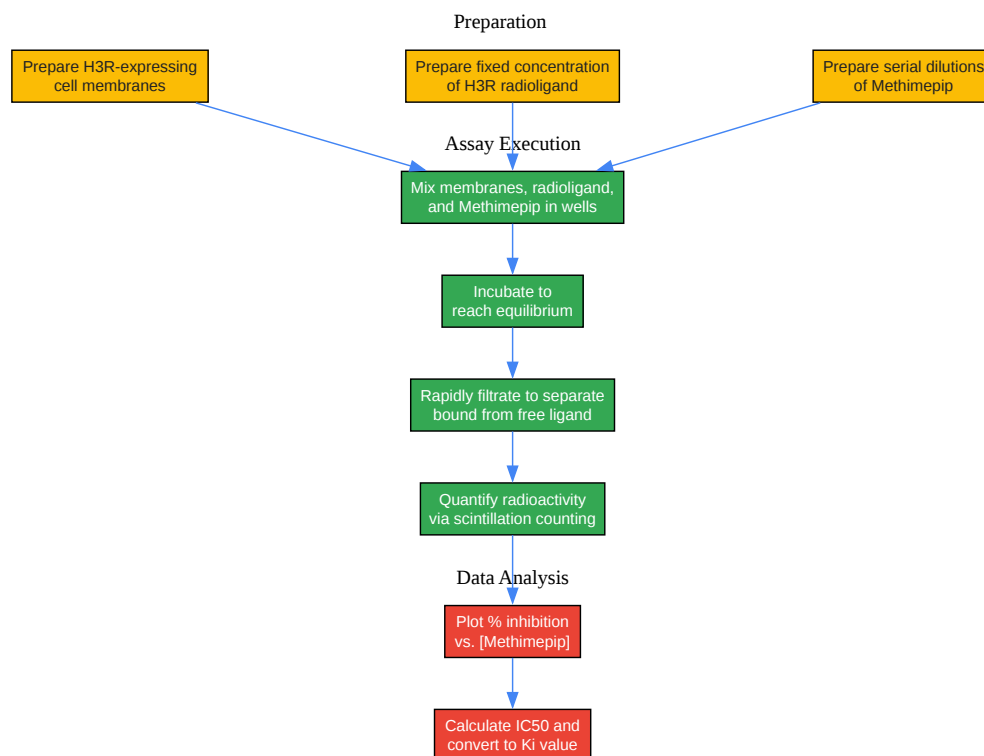 Preparation
Prepare H3R-expressing
cell membranes
Prepare fixed concentration
of H3R radioligand
Prepare serial dilutions
of Methimepip
Assay Execution
Mix membranes, radioligand,
and Methimepip in wells
Incubate to
reach equilibrium
Rapidly filtrate to separate
bound from free ligand
Quantify radioactivity
via scintillation counting
Data Analysis
Plot % inhibition
vs. [Methimepip]
Calculate IC50 and
convert to Ki value